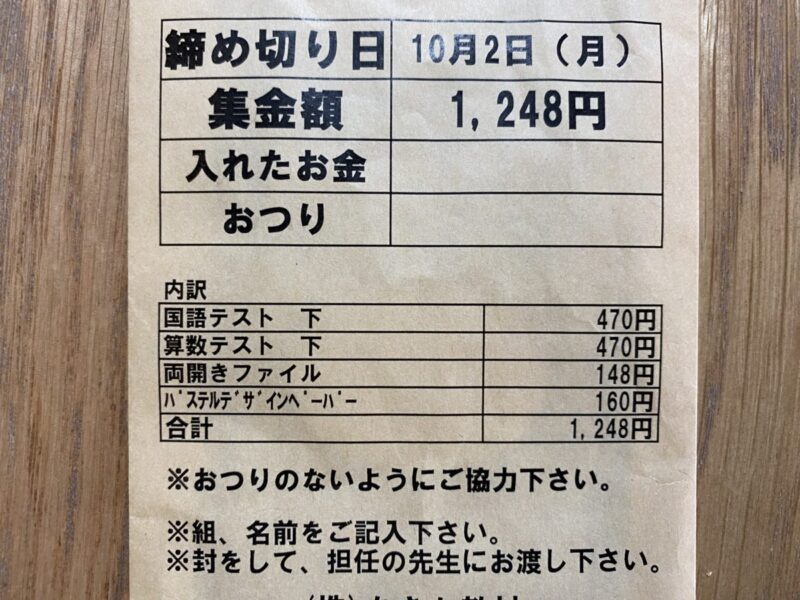 締め切り日 10月2日（月）
集金額 1,248円
入れたお金
おつり
内訳
国語テスト　下 470円
算数テスト　下 470円
両開きファイル 148円
ﾊﾟｽﾃﾙﾃﾞｻﾞｲﾝﾍﾟｰﾊﾟｰ 160円
合計 1,248円
※おつりのないようにご協力下さい。
※組、名前をご記入下さい。
※封をして、担任の先生にお渡し下さい。